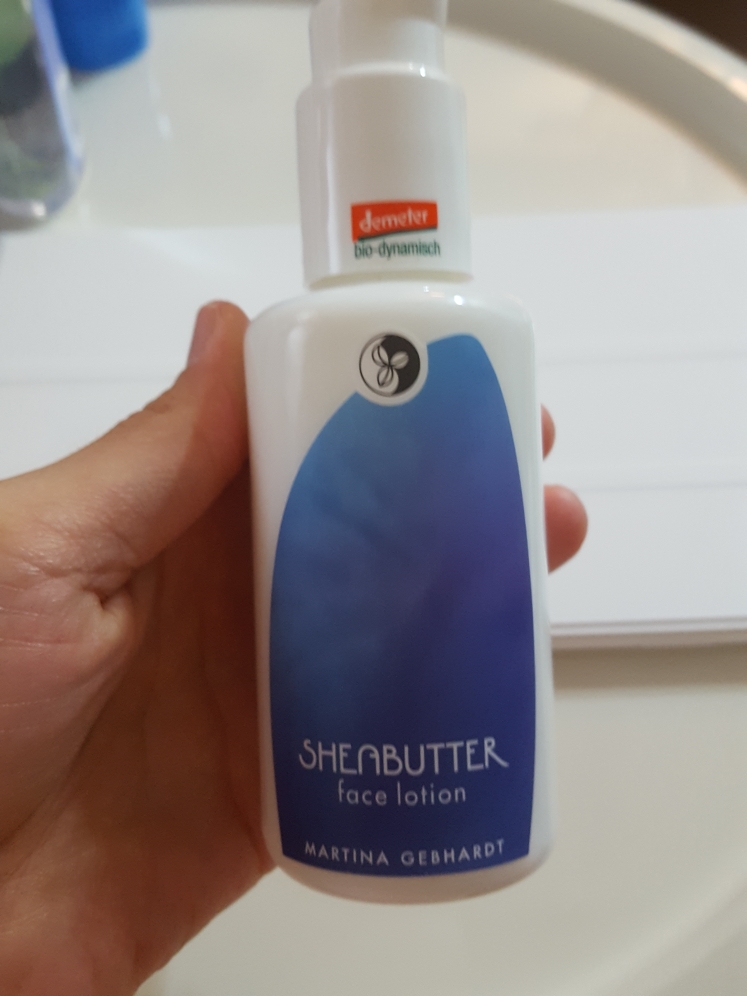 demeter
bio-dynamisch
SHEABUTTER
face lotion
MARTINA GEBHARDT